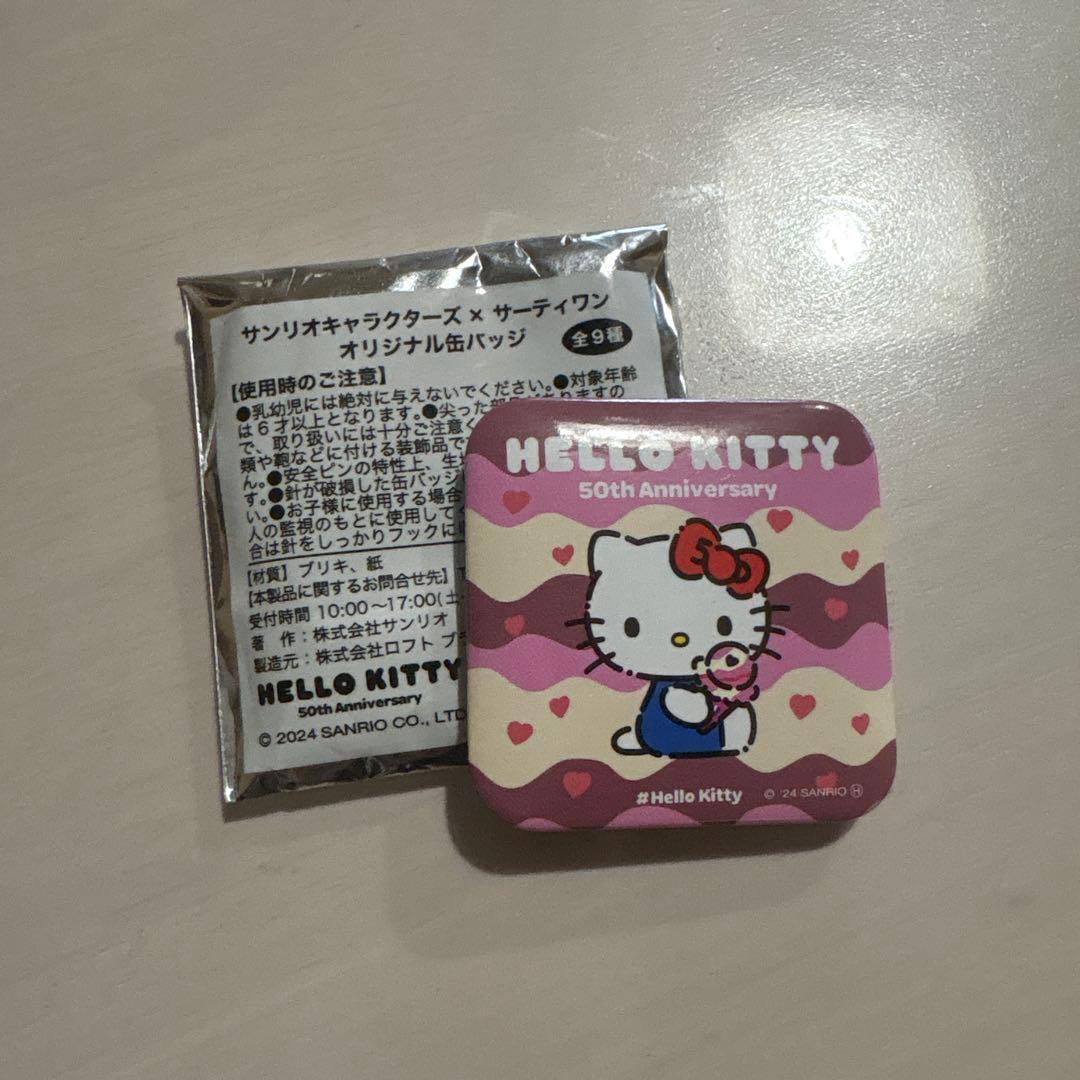 サンリオキャラクターズ × サーティワン
オリジナル缶バッジ
全9種
【使用時のご注意】
●乳幼児には絶対に与えないでください。●対象年齢
は6才以上となります。●尖った部
ありますの
で、取り扱いには十分ご注意く
類や鞄などに付ける装飾品で
ん。●安全ピンの特性上、生
す。●針が破損した缶バッジ
い。●お子様に使用する場合
人の監視のもとに使用して
合は針をしっかりフックに
【材質】ブリキ、紙
【本製品に関するお問合せ先】
受付時間 10:00～17:00(土
著 作：株式会社サンリオ
製造元：株式会社ロフト
HELLO KITTY
50th Anniversary
© 2024 SANRIO CO., LTD
HELLO KITTY
50th Anniversary
#Hello Kitty
© '24 SANRIO Ⓗ